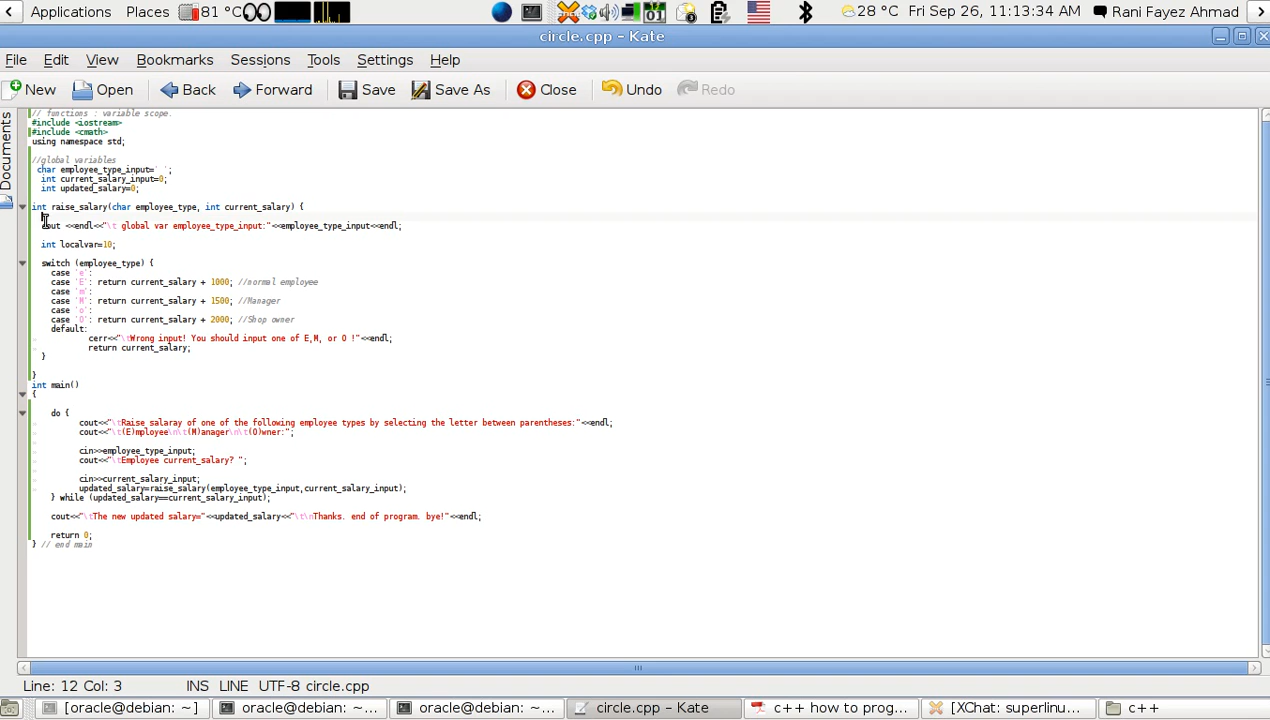 Applications Places 81 °C 01 28 °C Fri Sep 26, 11:13:34 AM Rani Fayez Ahmad
circle.cpp – Kate
File Edit View Bookmarks Sessions Tools Settings Help
New Open Back Forward Save Save As Close Undo Redo
Documents
// functions : variable scope.
#include <iostream>
#include <cmath>
using namespace std;
//global variables
char employee_type_input=' ';
int current_salary_input=0;
int updated_salary=0;
int raise_salary(char employee_type, int current_salary) {
cout <<endl<<"\t global var employee_type_input:"<<employee_type_input<<endl;
int localvar=10;
switch (employee_type) {
case 'e':
case 'E': return current_salary + 1000; //normal employee
case 'm':
case 'M': return current_salary + 1500; //Manager
case 'o':
case 'O': return current_salary + 2000; //Shop owner
default:
cerr<<"\tWrong input! You should input one of E,M, or O !"<<endl;
return current_salary;
}
}
int main()
{
do {
cout<<"\tRaise salaray of one of the following employee types by selecting the letter between parentheses:"<<endl;
cout<<"\t(E)mployee\n\t(M)anager\n\t(O)wner:";
cin>>employee_type_input;
cout<<"\tEmployee current_salary? ";
cin>>current_salary_input;
updated_salary=raise_salary(employee_type_input,current_salary_input);
} while (updated_salary==current_salary_input);
cout<<"\tThe new updated salary="<<updated_salary<<"\t\nThanks. end of program. bye!"<<endl;
return 0;
} // end main
Line: 12 Col: 3 INS LINE UTF-8 circle.cpp
[oracle@debian: ~] oracle@debian: ~... oracle@debian: ~... circle.cpp – Kate c++ how to prog... [XChat: superlinu... c++